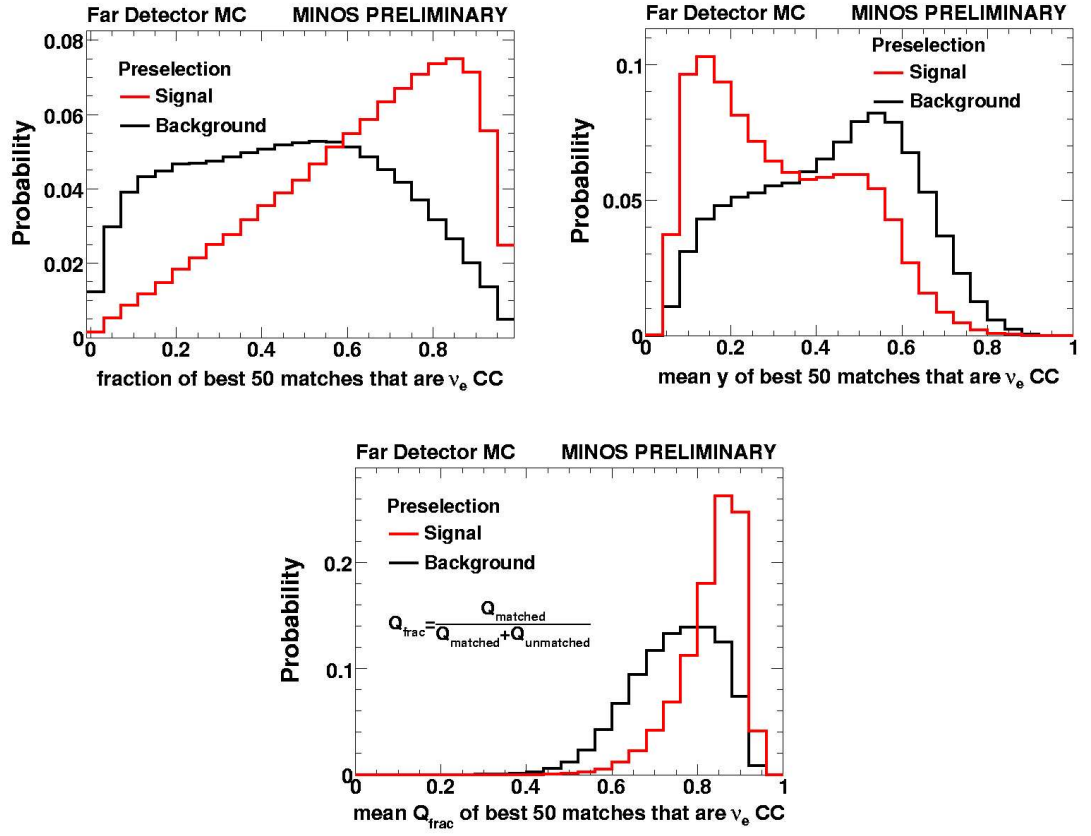 Far Detector MC MINOS PRELIMINARY
0.08
0.06
0.04
0.02
0
Probability
Preselection
Signal
Background
0 0.2 0.4 0.6 0.8
fraction of best 50 matches that are νe CC
Far Detector MC MINOS PRELIMINARY
0.1
0.05
0
Probability
Preselection
Signal
Background
0 0.2 0.4 0.6 0.8 1
mean y of best 50 matches that are νe CC
Far Detector MC MINOS PRELIMINARY
0.2
0.1
0
Probability
Preselection
Signal
Background
Qfrac=Qmatched
Qmatched+Qunmatched
0 0.2 0.4 0.6 0.8 1
mean Qfrac of best 50 matches that are νe CC